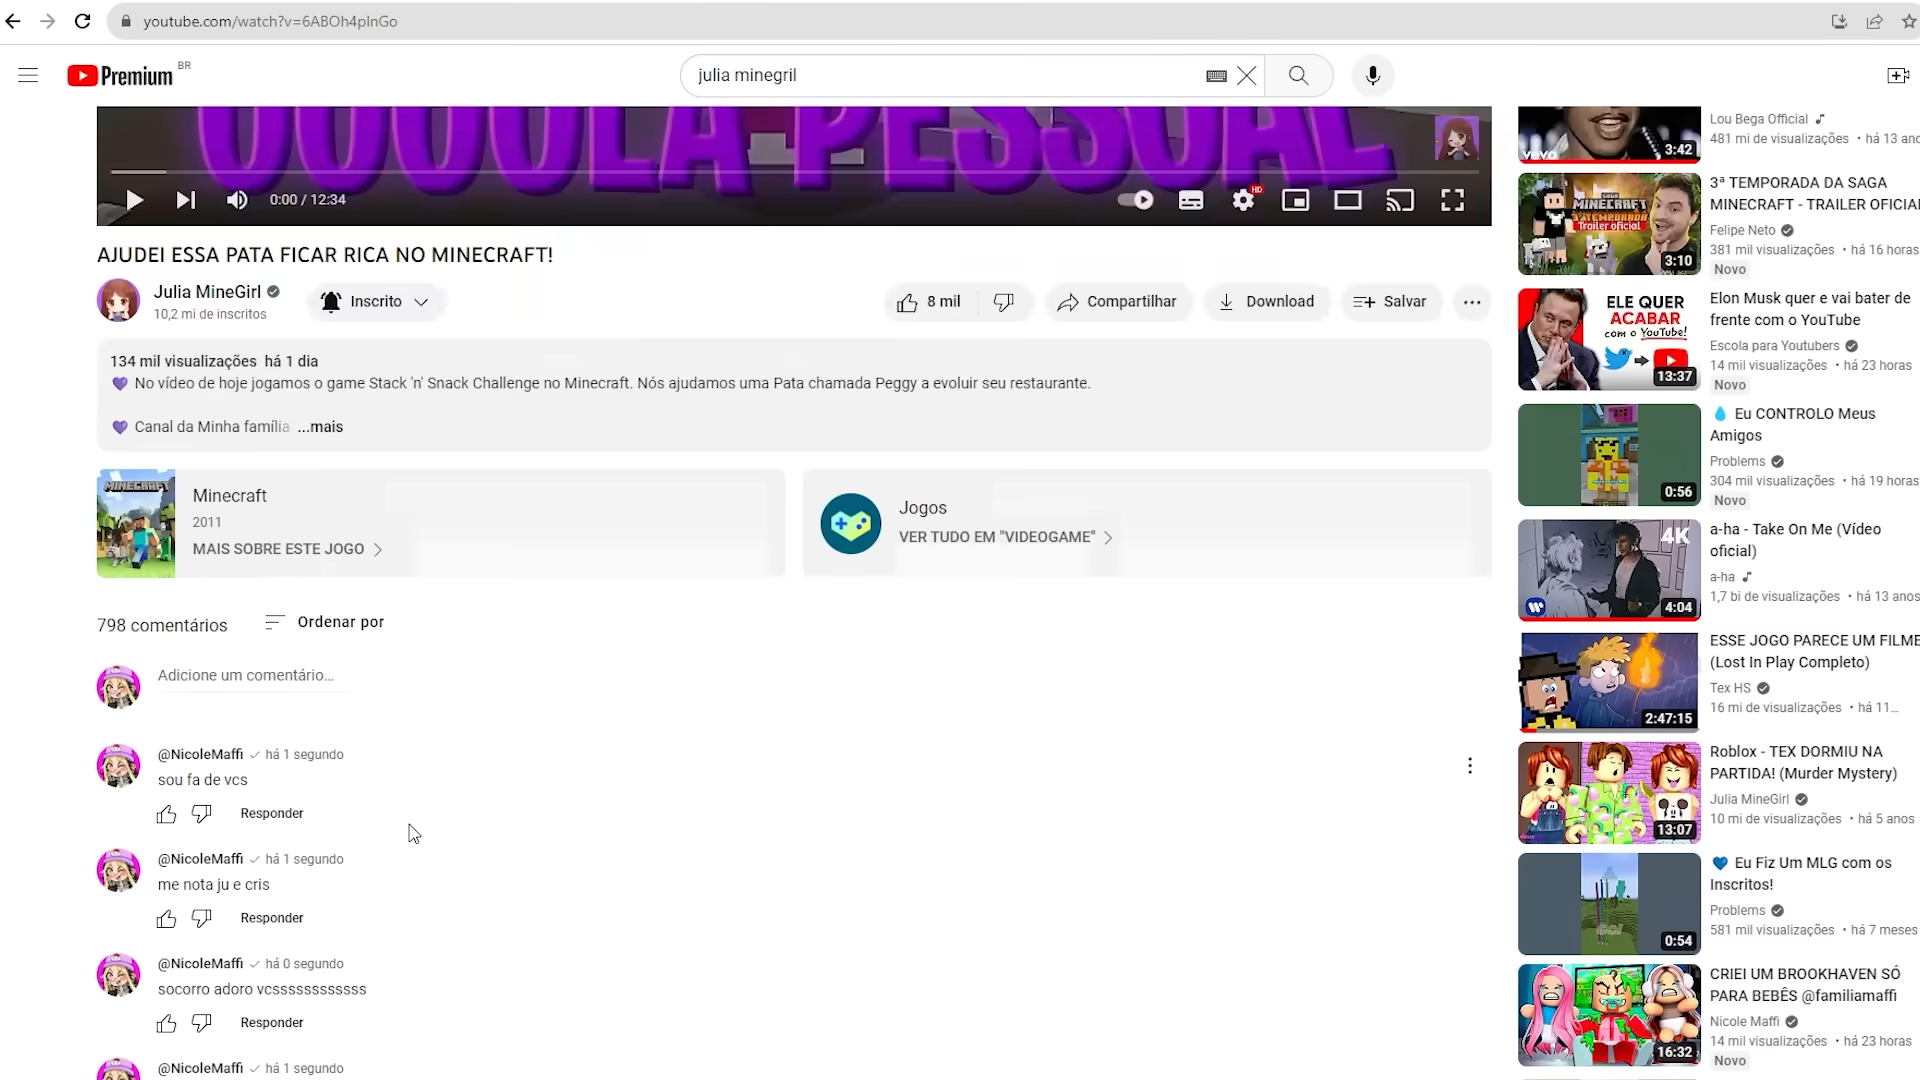 youtube.com/watch?v=6ABOh4plnGo
Premium BR
julia minegril
PESSOAL
0:00 / 12:34
HD
AJUDEI ESSA PATA FICAR RICA NO MINECRAFT!
Julia MineGirl
10,2 mi de inscritos
Inscrito
8 mil
Compartilhar
Download
Salvar
134 mil visualizações há 1 dia
💜 No vídeo de hoje jogamos o game Stack 'n' Snack Challenge no Minecraft. Nós ajudamos uma Pata chamada Peggy a evoluir seu restaurante.
💜 Canal da Minha família ...mais
MINECRAFT
Minecraft
2011
MAIS SOBRE ESTE JOGO
Jogos
VER TUDO EM "VIDEOGAME"
798 comentários
Ordenar por
Adicione um comentário...
@NicoleMaffi há 1 segundo
sou fa de vcs
Responder
@NicoleMaffi há 1 segundo
me nota ju e cris
Responder
@NicoleMaffi há 0 segundo
socorro adoro vcssssssssssss
Responder
@NicoleMaffi há 1 segundo
vevo
3:42
Lou Bega Official
481 mi de visualizações • há 13 anos
MINECRAFT
3ª TEMPORADA
Trailer oficial
3:10
3ª TEMPORADA DA SAGA
MINECRAFT - TRAILER OFICIAL
Felipe Neto
381 mil visualizações • há 16 horas
Novo
ELE QUER
ACABAR
com o YouTube!
13:37
Elon Musk quer e vai bater de
frente com o YouTube
Escola para Youtubers
14 mil visualizações • há 23 horas
Novo
0:56
💧 Eu CONTROLO Meus
Amigos
Problems
304 mil visualizações • há 19 horas
Novo
4K
4:04
a-ha - Take On Me (Vídeo
oficial)
a-ha
1,7 bi de visualizações • há 13 anos
2:47:15
ESSE JOGO PARECE UM FILME
(Lost In Play Completo)
Tex HS
16 mi de visualizações • há 11...
13:07
Roblox - TEX DORMIU NA
PARTIDA! (Murder Mystery)
Julia MineGirl
10 mi de visualizações • há 5 anos
0:54
💙 Eu Fiz Um MLG com os
Inscritos!
Problems
581 mil visualizações • há 7 meses
16:32
CRIEI UM BROOKHAVEN SÓ
PARA BEBÊS @familiamaffi
Nicole Maffi
14 mil visualizações • há 23 horas
Novo